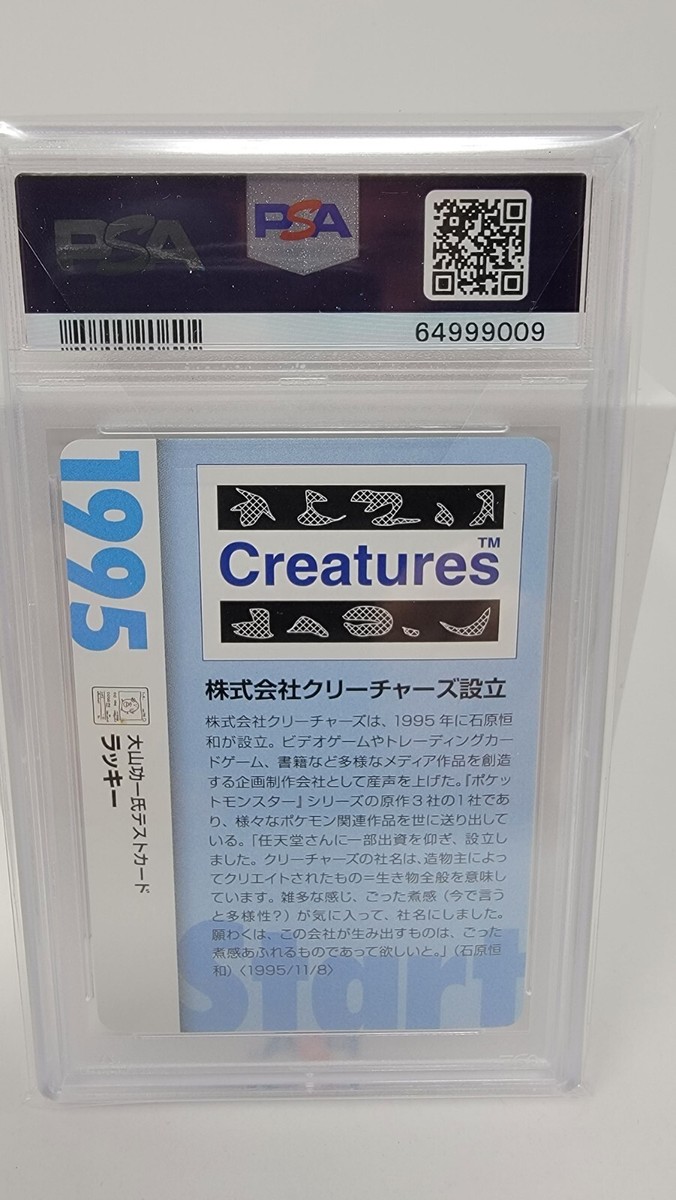 PSA
PSA
64999009
1995
大山功一氏テストカード
ラッキー
Creatures™
株式会社クリーチャーズ設立
株式会社クリーチャーズは、1995年に石原恒
和が設立。ビデオゲームやトレーディングカー
ドゲーム、書籍など多様なメディア作品を創造
する企画制作会社として産声を上げた。『ポケッ
トモンスター』シリーズの原作3社の1社であ
り、様々なポケモン関連作品を世に送り出して
いる。「任天堂さんに一部出資を仰ぎ、設立し
ました。クリーチャーズの社名は、造物主によっ
てクリエイトされたもの=生き物全般を意味し
ています。雑多な感じ、ごった煮感(今で言う
と多様性?)が気に入って、社名にしました。
願わくは、この会社が生み出すものは、ごった
煮感あふれるものであって欲しいと。」(石原恒
和)〈1995/11/8〉
Start